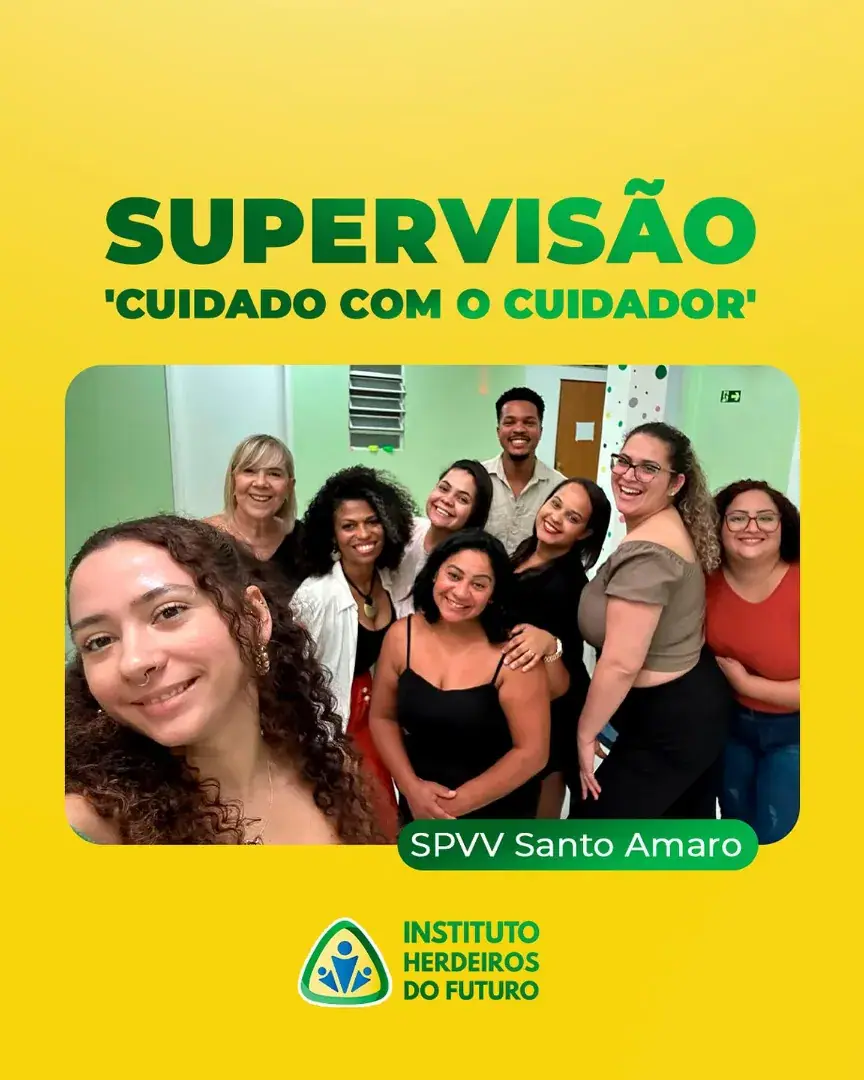 SUPERVISÃO
'CUIDADO COM O CUIDADOR'
SPVV Santo Amaro
INSTITUTO
HERDEIROS
DO FUTURO